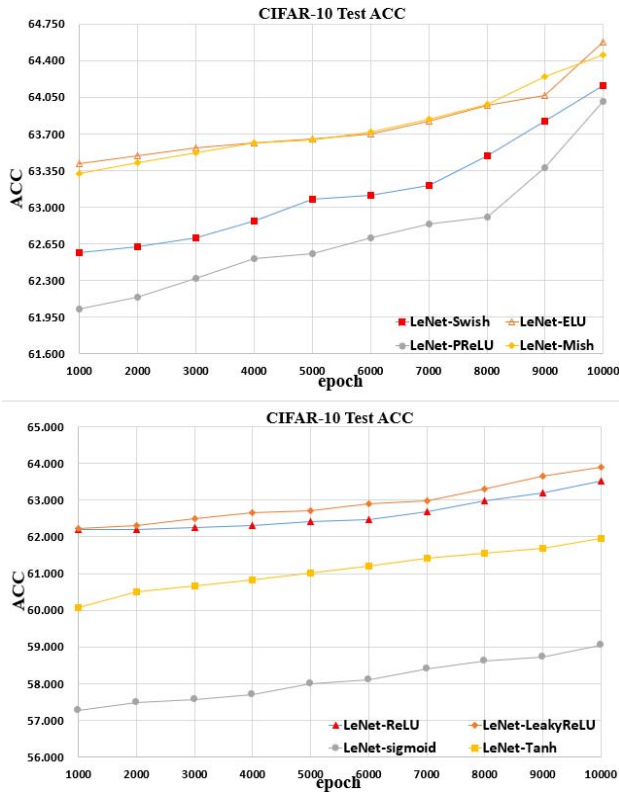 CIFAR-10 Test ACC
64.750
64.400
64.050
63.700
63.350
63.000
62.650
62.300
61.950
61.600
ACC
LeNet-Swish LeNet-ELU
LeNet-PReLU LeNet-Mish
1000 2000 3000 4000 5000 6000 7000 8000 9000 10000
epoch
CIFAR-10 Test ACC
65.000
64.000
63.000
62.000
61.000
60.000
59.000
58.000
57.000
56.000
ACC
LeNet-ReLU LeNet-LeakyReLU
LeNet-sigmoid LeNet-Tanh
1000 2000 3000 4000 5000 6000 7000 8000 9000 10000
epoch